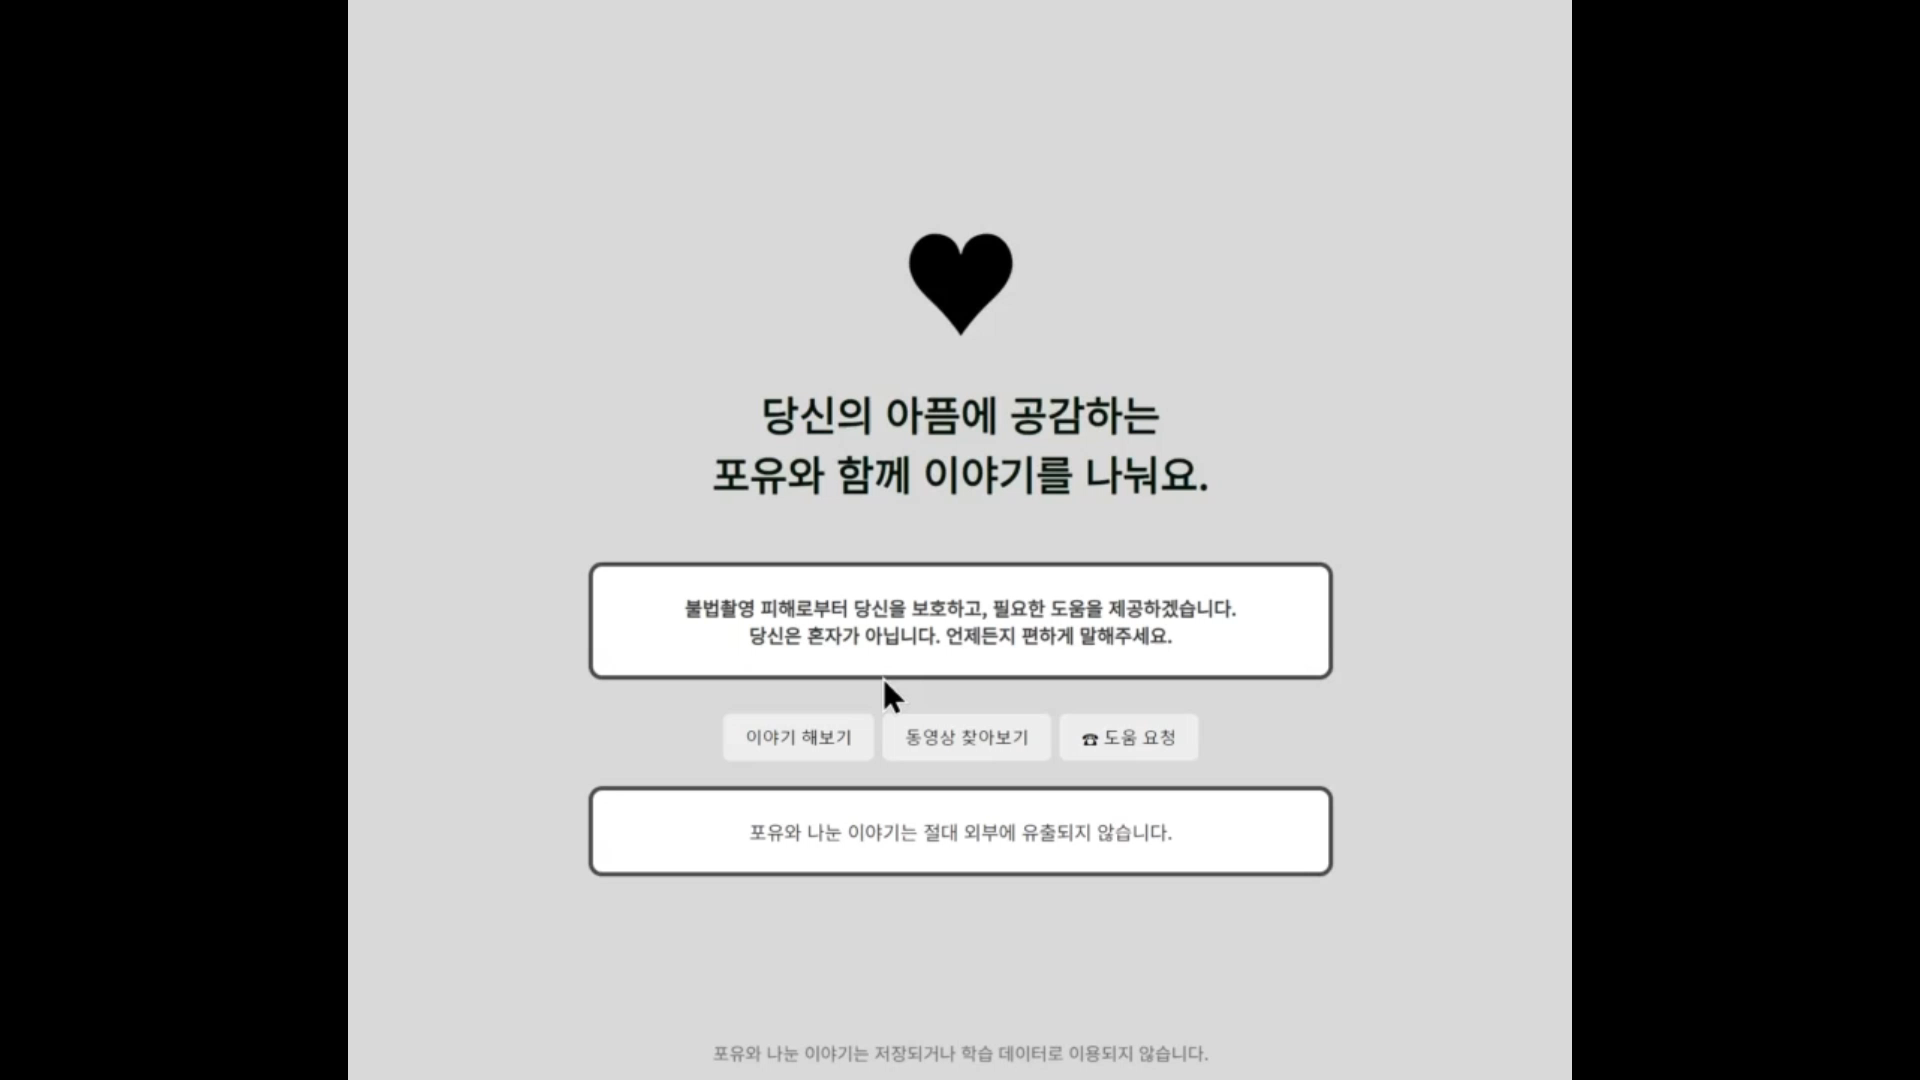 당신의 아픔에 공감하는
포유와 함께 이야기를 나눠요.
불법촬영 피해로부터 당신을 보호하고, 필요한 도움을 제공하겠습니다.
당신은 혼자가 아닙니다. 언제든지 편하게 말해주세요.
이야기 해보기
동영상 찾아보기
☎ 도움 요청
포유와 나눈 이야기는 절대 외부에 유출되지 않습니다.
포유와 나눈 이야기는 저장되거나 학습 데이터로 이용되지 않습니다.